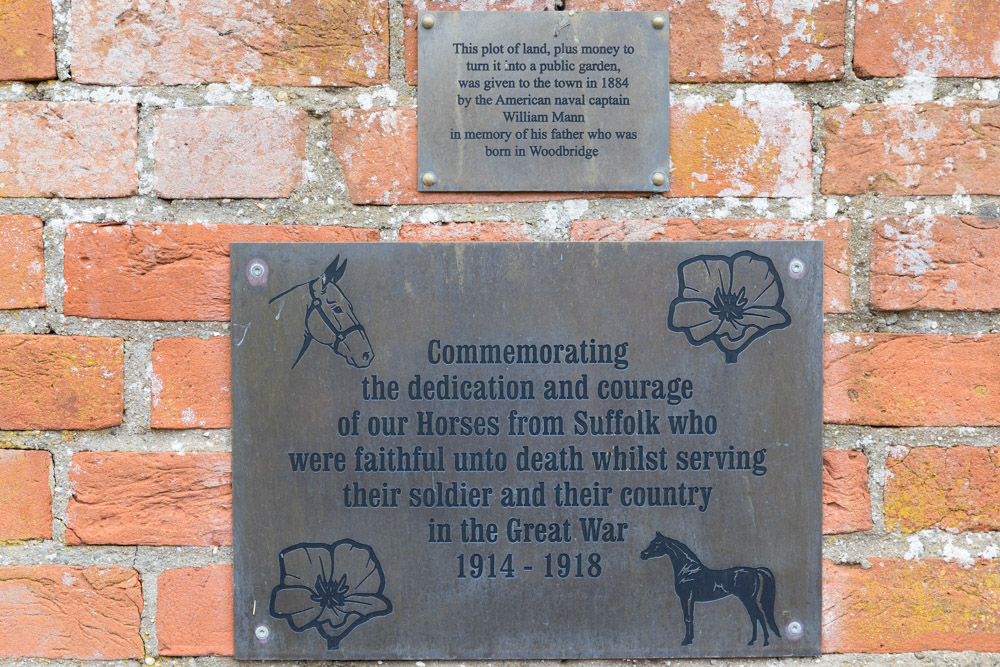 This plot of land, plus money to
turn it into a public garden,
was given to the town in 1884
by the American naval captain
William Mann
in memory of his father who was
born in Woodbridge
Commemorating
the dedication and courage
of our Horses from Suffolk who
were faithful unto death whilst serving
their soldier and their country
in the Great War
1914 - 1918